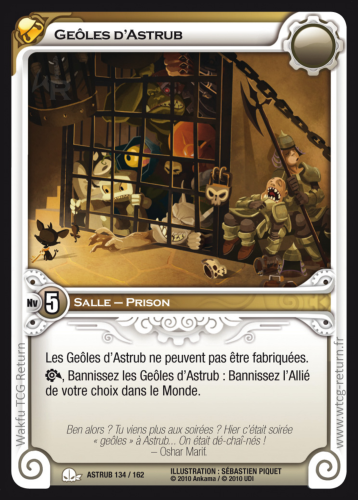 GEÔLES D'ASTRUB
Nv 5 SALLE – PRISON
Les Geôles d'Astrub ne peuvent pas être fabriquées.
, Bannissez les Geôles d'Astrub : Bannissez l'Allié
de votre choix dans le Monde.
Ben alors ? Tu viens plus aux soirées ? Hier c'était soirée
« geôles » à Astrub... On était dé-chaî-nés !
– Oshar Marit
Wakfu TCG Return
www.wtcg-return.fr
ASTRUB 134 / 162
ILLUSTRATION : SÉBASTIEN PIQUET
© 2010 Ankama / © 2010 UDI